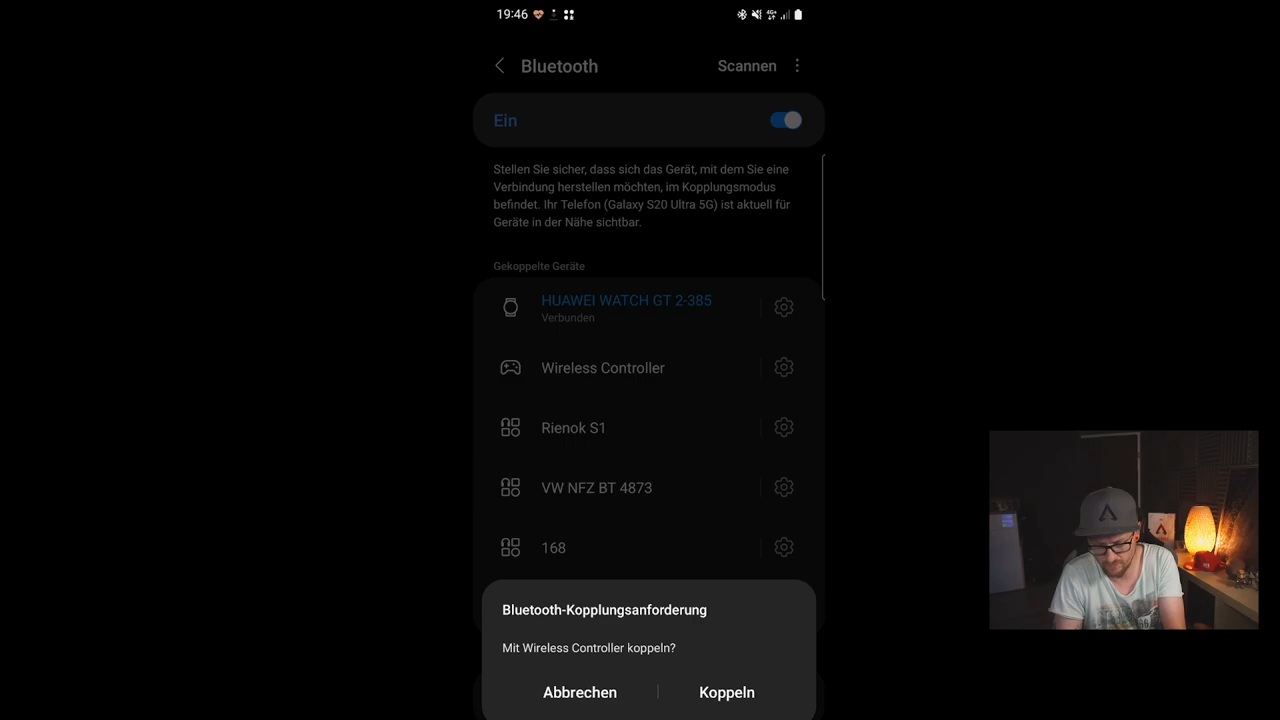 19:46
Bluetooth
Scannen
Ein
Stellen Sie sicher, dass sich das Gerät, mit dem Sie eine
Verbindung herstellen möchten, im Kopplungsmodus
befindet. Ihr Telefon (Galaxy S20 Ultra 5G) ist aktuell für
Geräte in der Nähe sichtbar.
Gekoppelte Geräte
HUAWEI WATCH GT 2-385
Verbunden
Wireless Controller
Rienok S1
VW NFZ BT 4873
168
Bluetooth-Kopplungsanforderung
Mit Wireless Controller koppeln?
Abbrechen
Koppeln